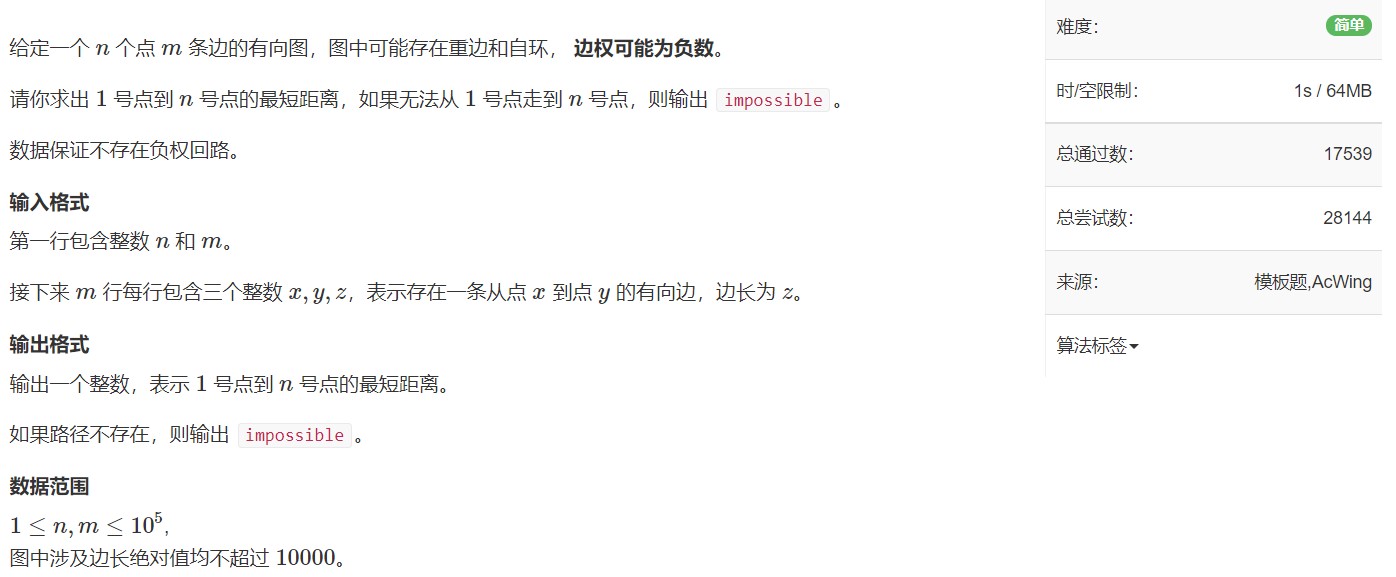 给定一个 n 个点 m 条边的有向图，图中可能存在重边和自环， 边权可能为负数。
请你求出 1 号点到 n 号点的最短距离，如果无法从 1 号点走到 n 号点，则输出 impossible 。
数据保证不存在负权回路。
输入格式
第一行包含整数 n 和 m。
接下来 m 行每行包含三个整数 x, y, z，表示存在一条从点 x 到点 y 的有向边，边长为 z。
输出格式
输出一个整数，表示 1 号点到 n 号点的最短距离。
如果路径不存在，则输出 impossible 。
数据范围
1 ≤ n, m ≤ 10^5,
图中涉及边长绝对值均不超过 10000。
难度： 简单
时/空限制： 1s / 64MB
总通过数： 17539
总尝试数： 28144
来源： 模板题,AcWing
算法标签